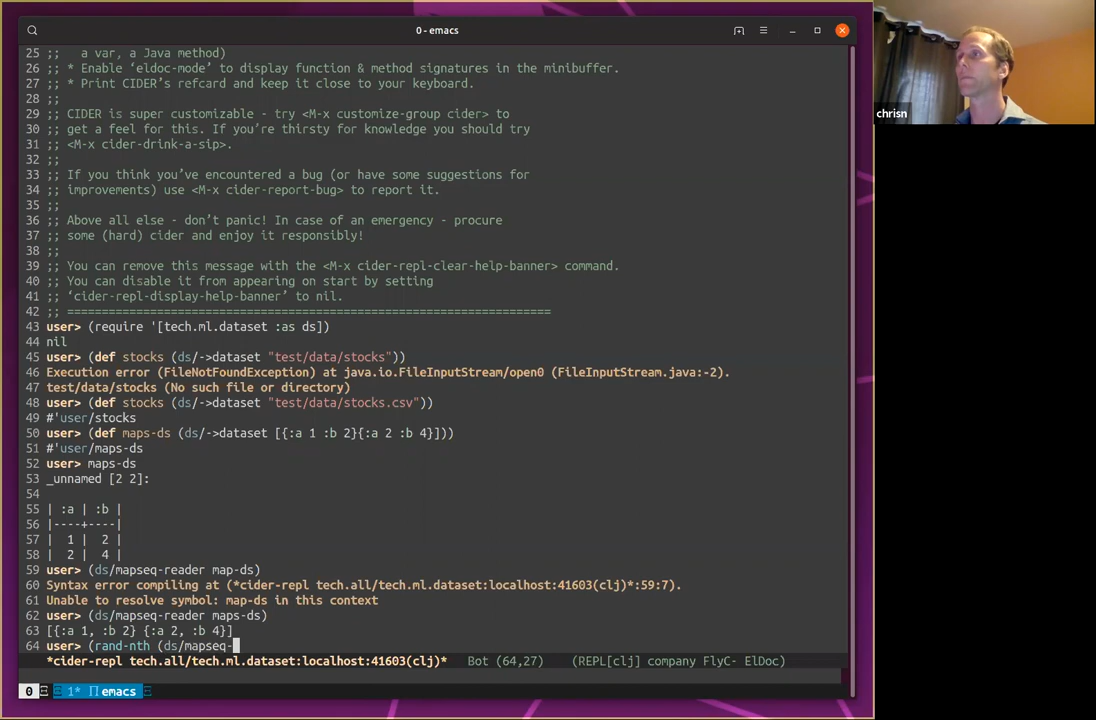 0 - emacs
25 ;;   a var, a Java method)
26 ;; * Enable ‘eldoc-mode’ to display function & method signatures in the minibuffer.
27 ;; * Print CIDER’s refcard and keep it close to your keyboard.
28 ;;
29 ;; CIDER is super customizable - try <M-x customize-group cider> to
30 ;; get a feel for this. If you’re thirsty for knowledge you should try
31 ;; <M-x cider-drink-a-sip>.
32 ;;
33 ;; If you think you’ve encountered a bug (or have some suggestions for
34 ;; improvements) use <M-x cider-report-bug> to report it.
35 ;;
36 ;; Above all else - don’t panic! In case of an emergency - procure
37 ;; some (hard) cider and enjoy it responsibly!
38 ;;
39 ;; You can remove this message with the <M-x cider-repl-clear-help-banner> command.
40 ;; You can disable it from appearing on start by setting
41 ;; ‘cider-repl-display-help-banner’ to nil.
42 ;; ======================================================================
43 user> (require '[tech.ml.dataset :as ds])
44 nil
45 user> (def stocks (ds/->dataset "test/data/stocks"))
46 Execution error (FileNotFoundException) at java.io.FileInputStream/open0 (FileInputStream.java:-2).
47 test/data/stocks (No such file or directory)
48 user> (def stocks (ds/->dataset "test/data/stocks.csv"))
49 #'user/stocks
50 user> (def maps-ds (ds/->dataset [{:a 1 :b 2}{:a 2 :b 4}]))
51 #'user/maps-ds
52 user> maps-ds
53 _unnamed [2 2]:
54
55 | :a | :b |
56 |----+----|
57 |  1 |  2 |
58 |  2 |  4 |
59 user> (ds/mapseq-reader map-ds)
60 Syntax error compiling at (*cider-repl tech.all/tech.ml.dataset:localhost:41603(clj)*:59:7).
61 Unable to resolve symbol: map-ds in this context
62 user> (ds/mapseq-reader maps-ds)
63 [{:a 1, :b 2} {:a 2, :b 4}]
64 user> (rand-nth (ds/mapseq-
*cider-repl tech.all/tech.ml.dataset:localhost:41603(clj)*   Bot (64,27)   (REPL[clj] company FlyC- ElDoc)
0 1* emacs
chrisn